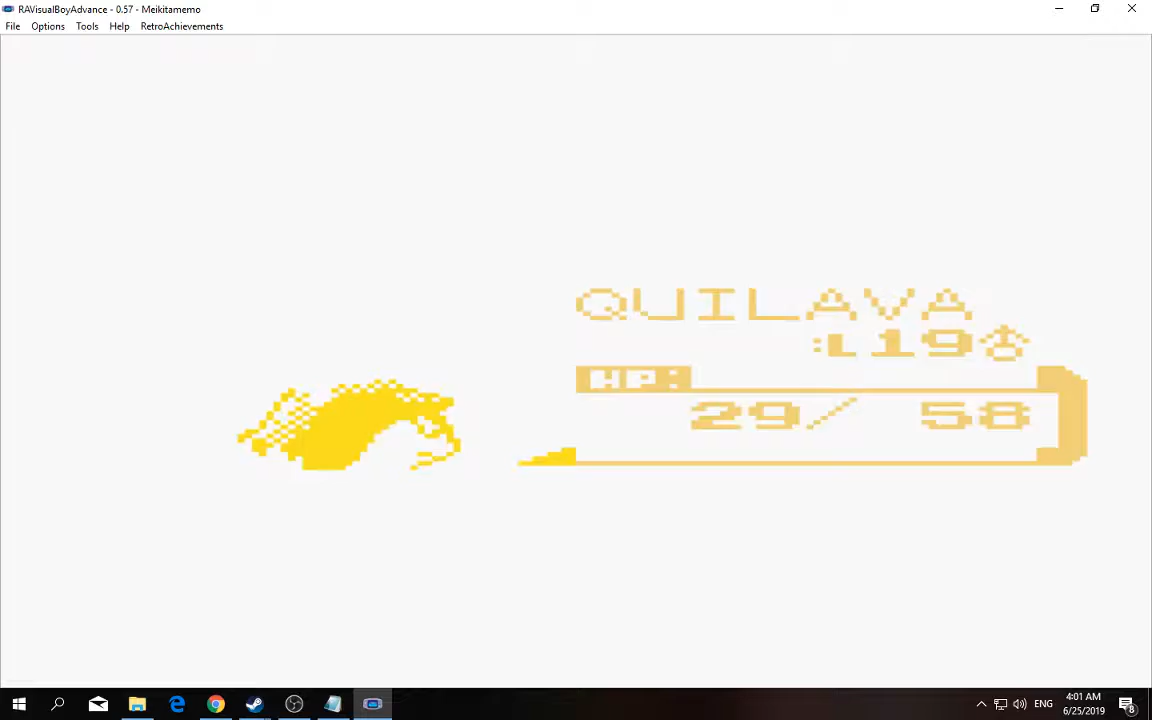 RAVisualBoyAdvance - 0.57 - Meikitamemo
File Options Tools Help RetroAchievements
QUILAVA
:L19♂
HP:
29/ 58
ENG
4:01 AM
6/25/2019
8